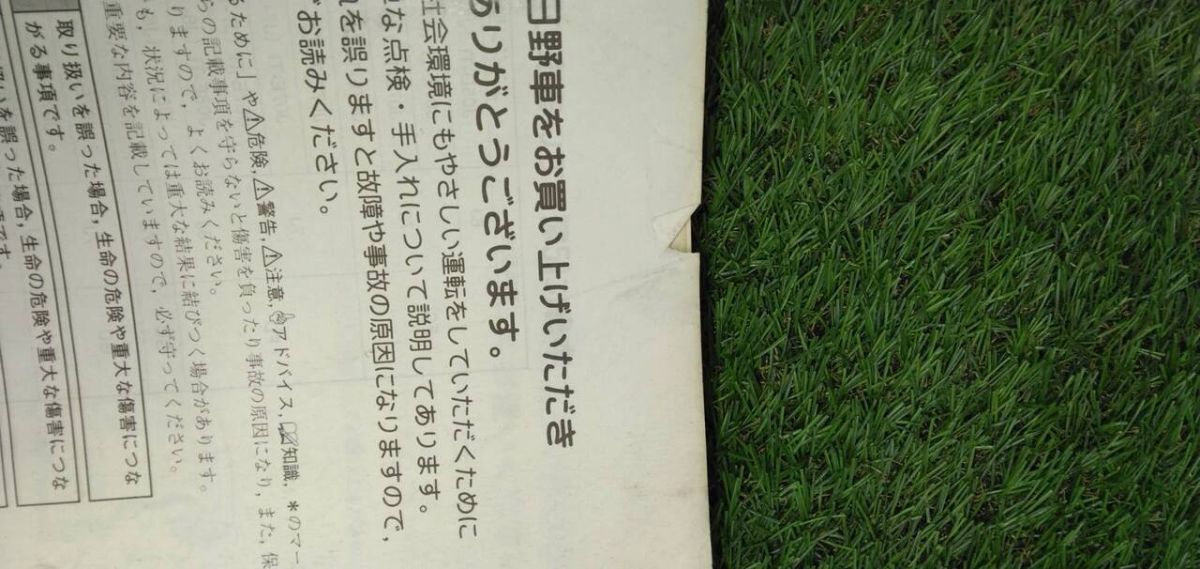 日野車をお買い上げいただき
ありがとうございます。
社会環境にもやさしい運転をしていただくために
な点検・手入れについて説明してあります。
を誤りますと故障や事故の原因になりますので、
お読みください。
るために」や⚠危険,⚠警告,⚠注意,アドバイス,知識,*のマー
らの記載事項を守らないと傷害を負ったり事故の原因になり,また,保
りますので,よくお読みください。
も,状況によっては重大な結果に結びつく場合があります。
重要な内容を記載していますので,必ず守ってください。
取り扱いを誤った場合,生命の危険や重大な傷害につな
がる事項です。
を誤った場合,生命の危険や重大な傷害につな
です。